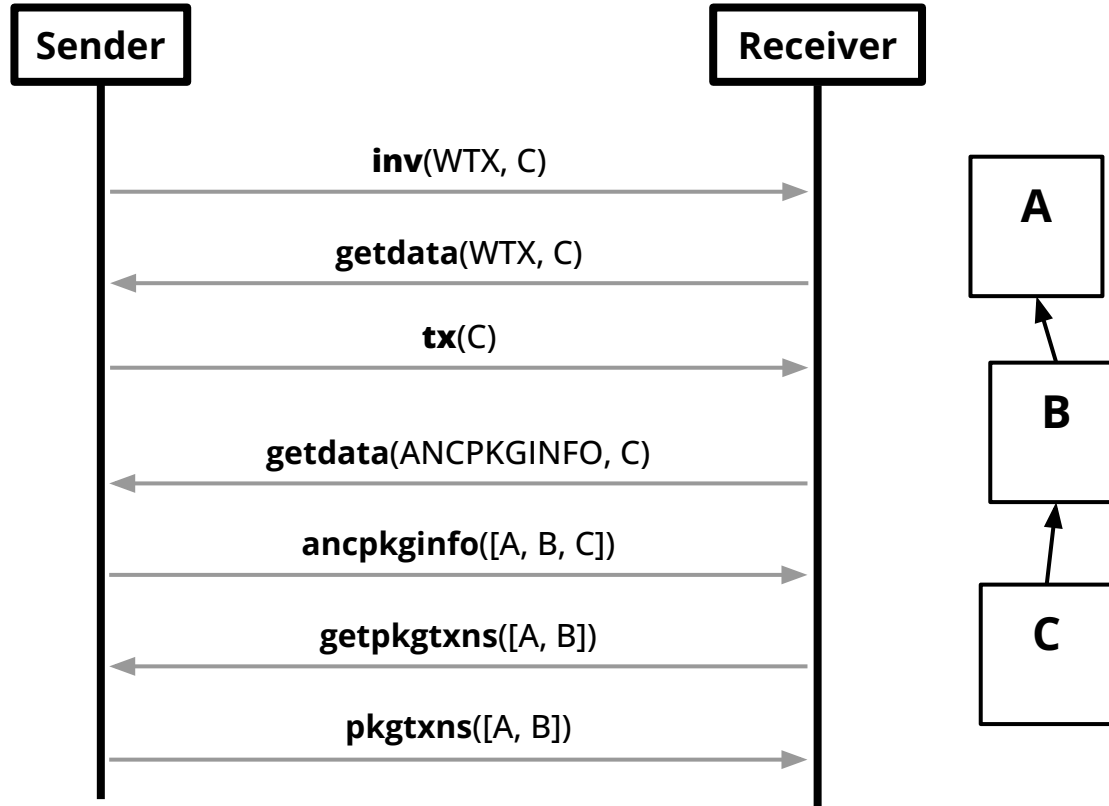 Sender
Receiver
inv(WTX, C)
getdata(WTX, C)
tx(C)
getdata(ANCPKGINFO, C)
ancpkginfo([A, B, C])
getpkgtxns([A, B])
pkgtxns([A, B])
A
B
C